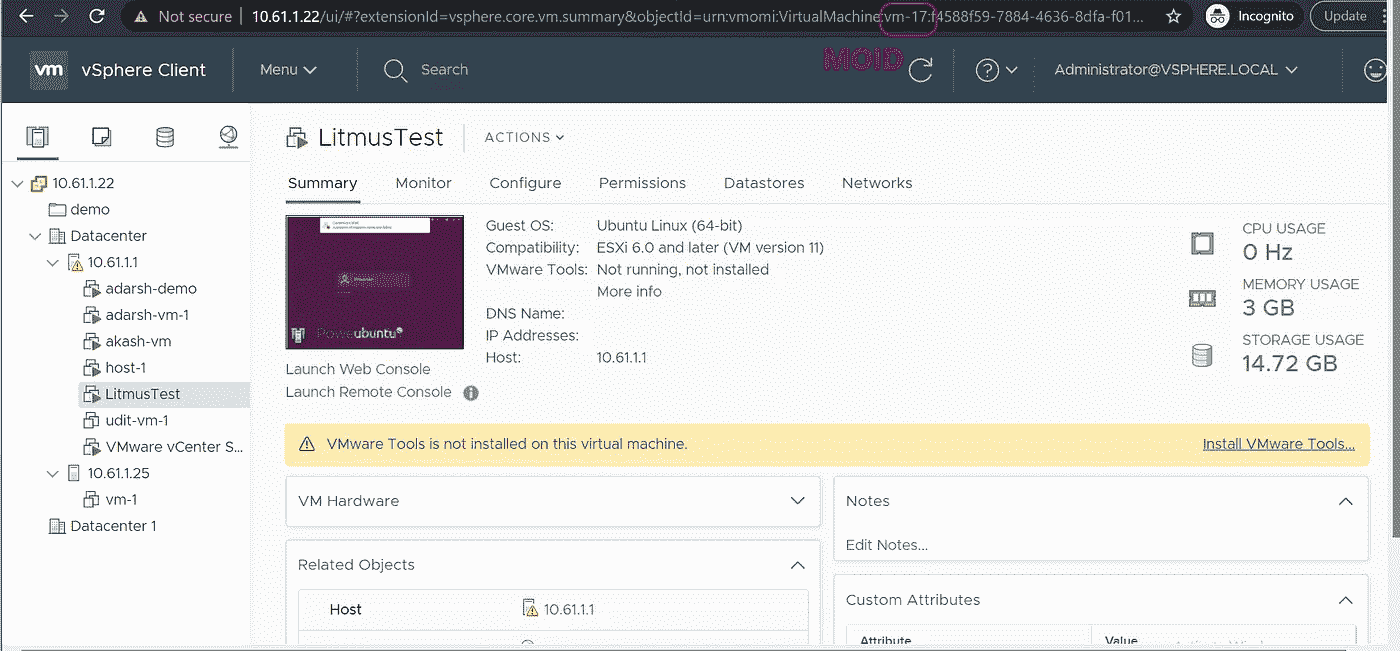 Not secure | 10.61.1.22/ui/#?extensionId=vsphere.core.vm.summary&objectId=urn:vmomi:VirtualMachine:vm-17:f4588f59-7884-4636-8dfa-f01... Incognito Update
MOID
vm vSphere Client Menu Search Administrator@VSPHERE.LOCAL
LitmusTest ACTIONS
Summary Monitor Configure Permissions Datastores Networks
10.61.1.22
demo
Datacenter
10.61.1.1
adarsh-demo
adarsh-vm-1
akash-vm
host-1
LitmusTest
udit-vm-1
VMware vCenter S...
10.61.1.25
vm-1
Datacenter 1
ubuntu
Launch Web Console
Launch Remote Console
Guest OS: Ubuntu Linux (64-bit)
Compatibility: ESXi 6.0 and later (VM version 11)
VMware Tools: Not running, not installed
More info
DNS Name:
IP Addresses:
Host: 10.61.1.1
CPU USAGE
0 Hz
MEMORY USAGE
3 GB
STORAGE USAGE
14.72 GB
VMware Tools is not installed on this virtual machine. Install VMware Tools...
VM Hardware
Related Objects
Host 10.61.1.1
Notes
Edit Notes...
Custom Attributes
Attribute Value